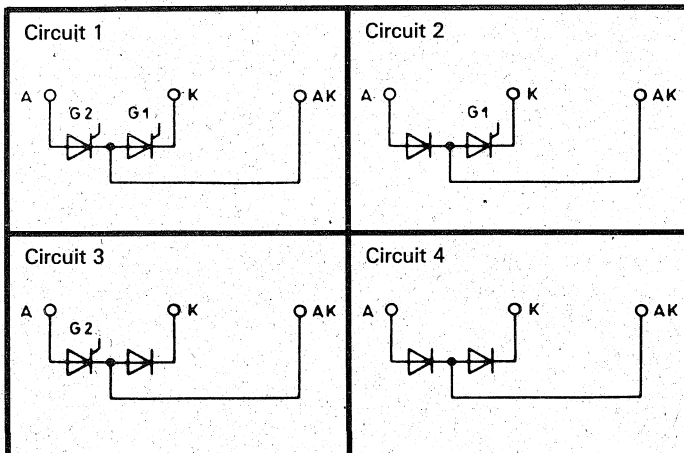 Circuit 1
A K AK
G2 G1
Circuit 2
A K AK
G1
Circuit 3
A K AK
G2
Circuit 4
A K AK